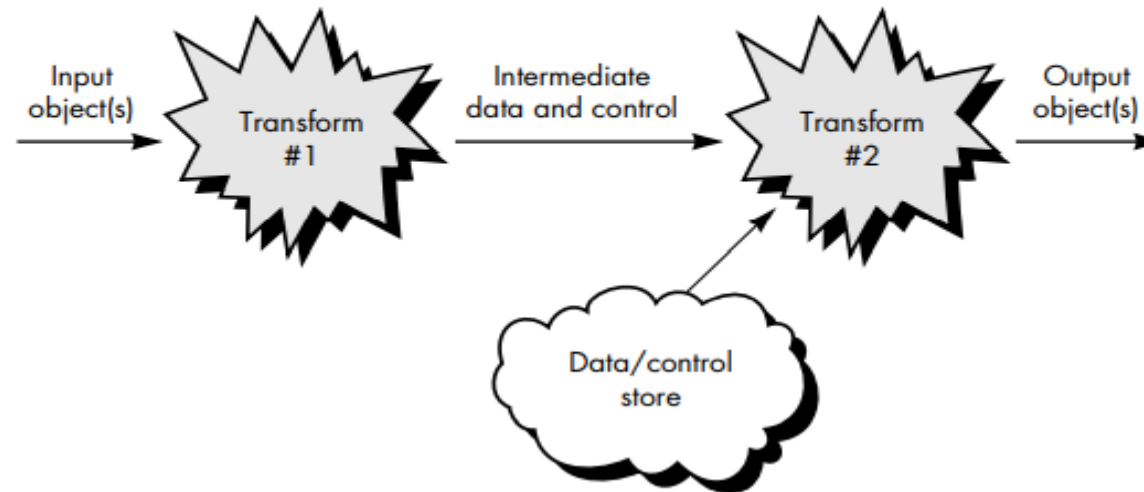 Input
object(s)
Transform
#1
Intermediate
data and control
Transform
#2
Output
object(s)
Data/control
store